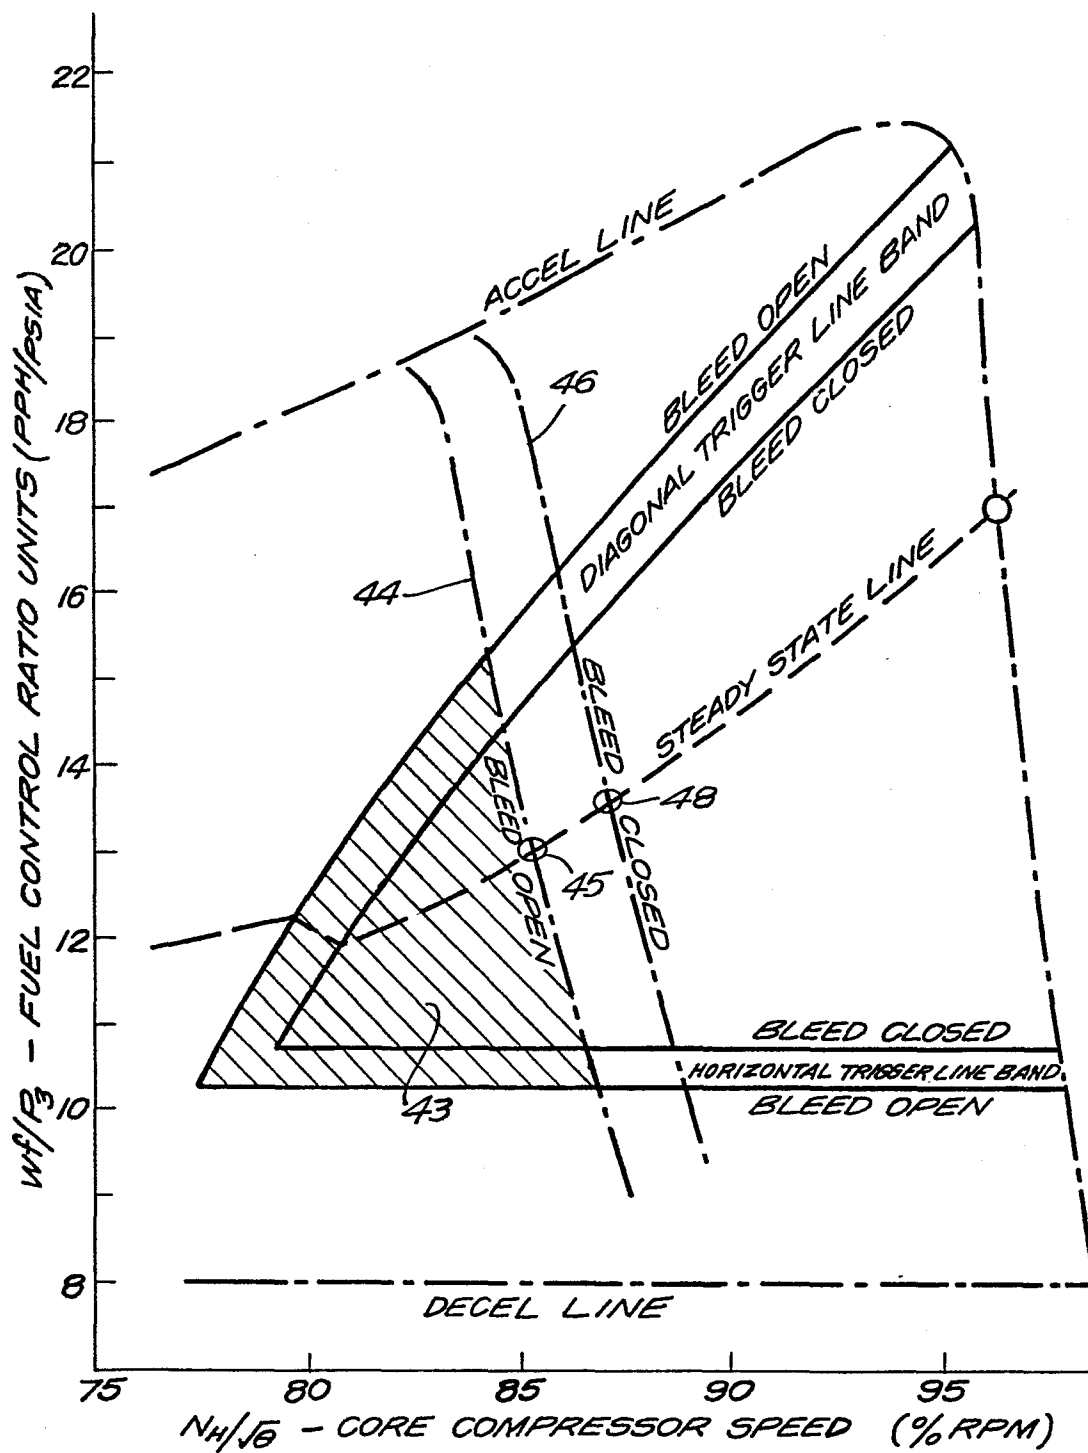 22
20
18
16
14
12
10
8
Wf/P3 - FUEL CONTROL RATIO UNITS (PPH/PSIA)
ACCEL LINE
46
44
BLEED OPEN
DIAGONAL TRIGGER LINE BAND
BLEED CLOSED
STEADY STATE LINE
BLEED OPEN
BLEED CLOSED
48
45
43
BLEED CLOSED
HORIZONTAL TRIGGER LINE BAND
BLEED OPEN
DECEL LINE
75 80 85 90 95
NH/√θ - CORE COMPRESSOR SPEED (% RPM)